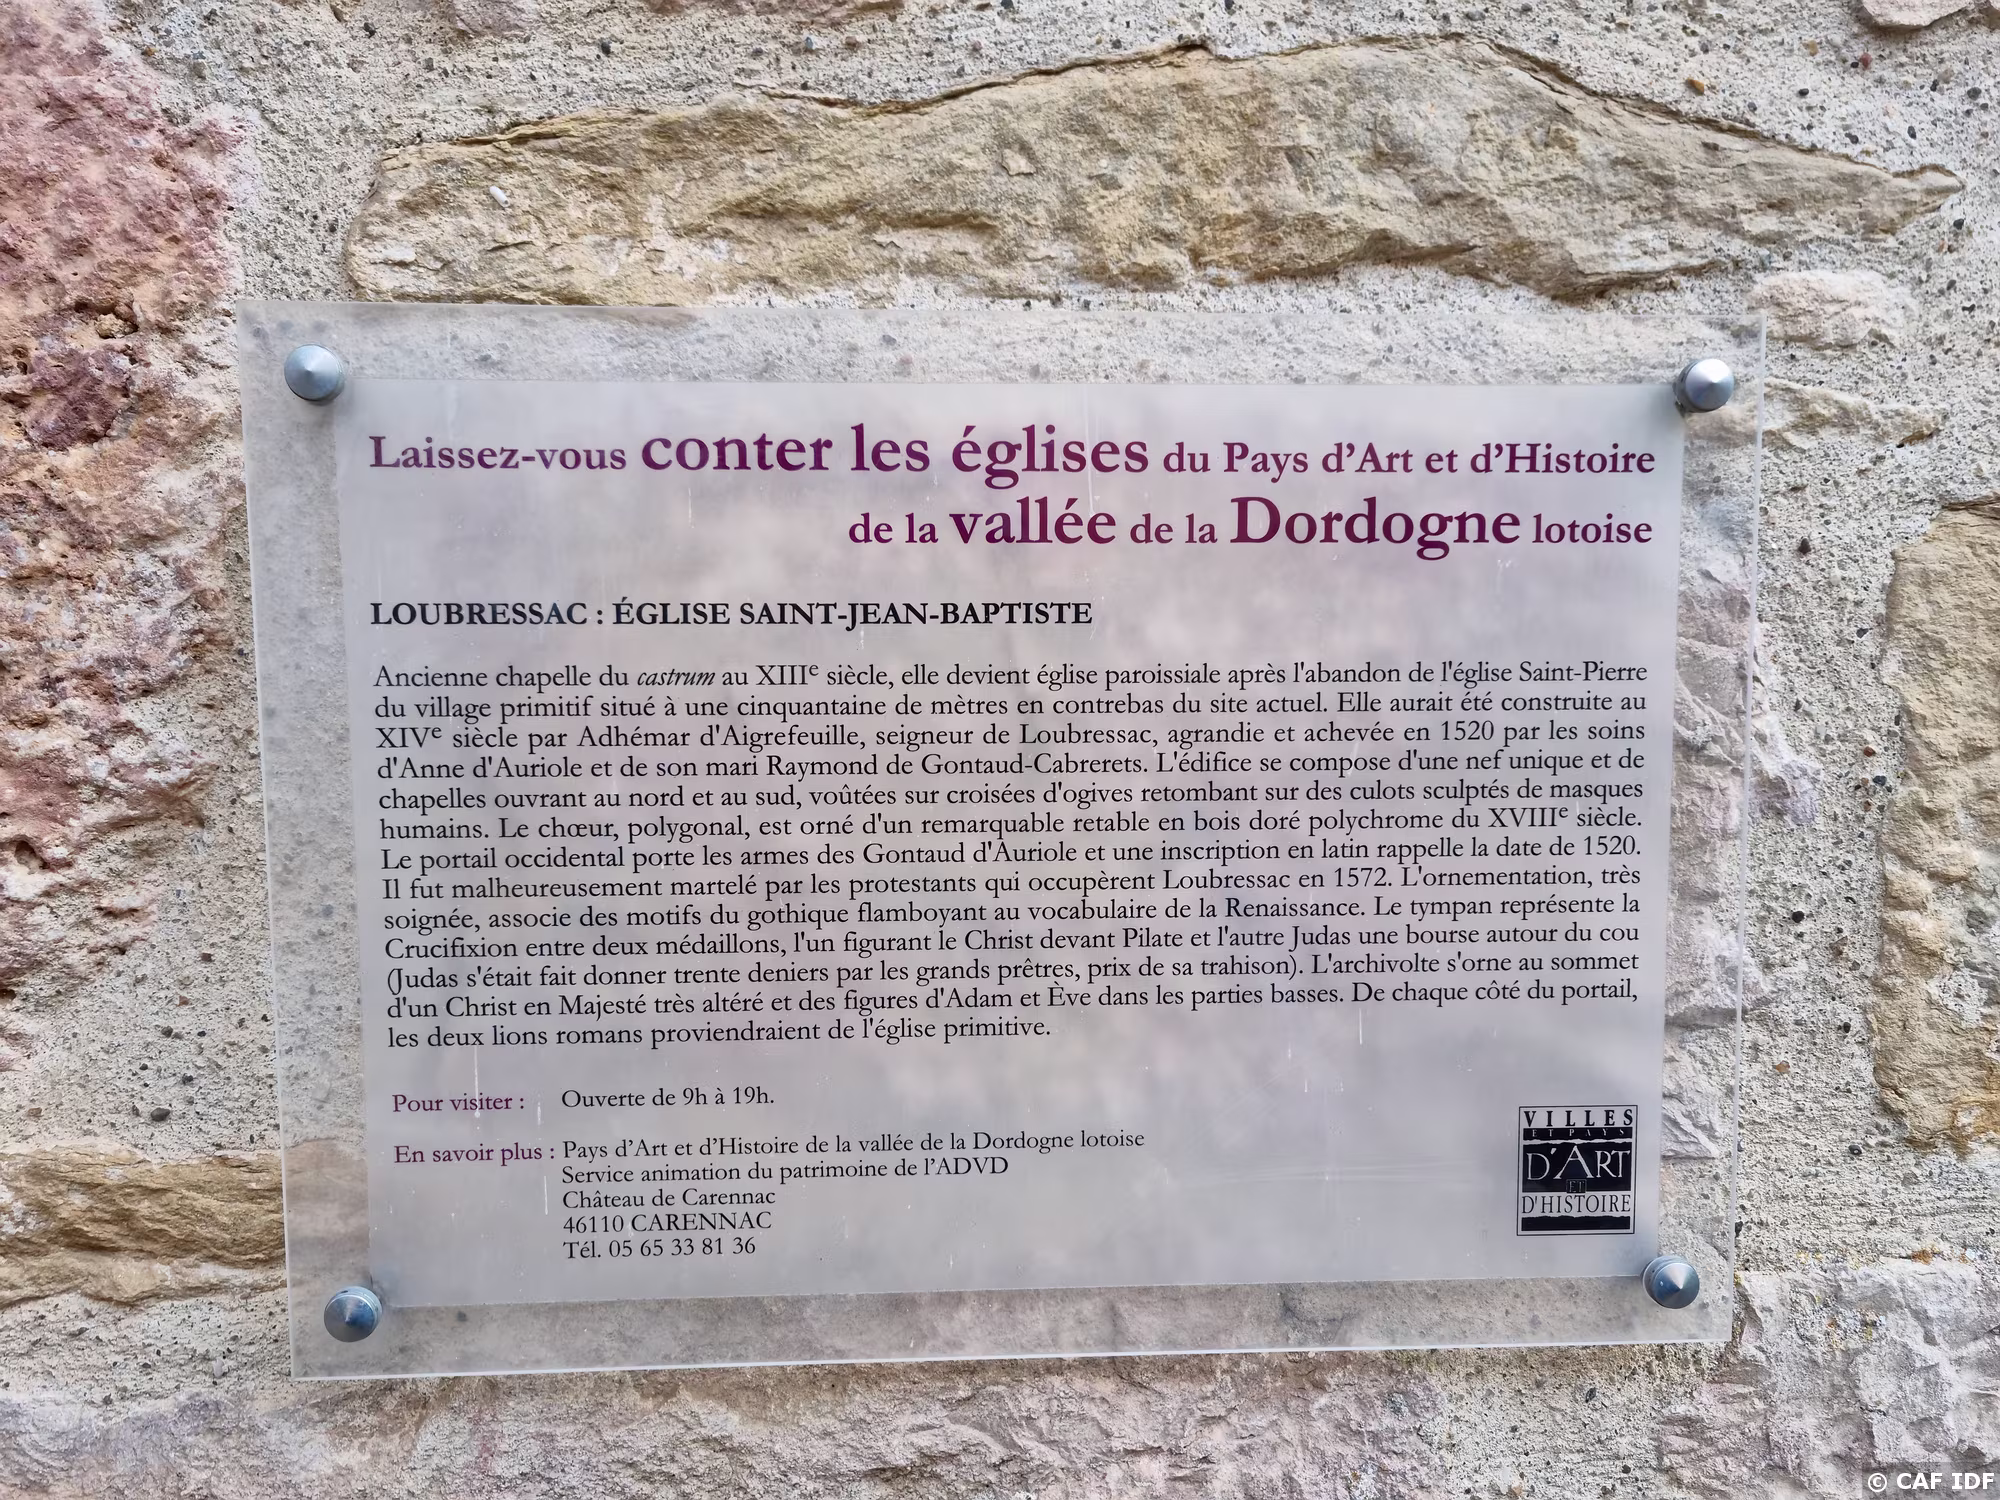 Laissez-vous conter les églises du Pays d’Art et d’Histoire
de la vallée de la Dordogne lotoise
LOUBRESSAC : ÉGLISE SAINT-JEAN-BAPTISTE
Ancienne chapelle du castrum au XIIIe siècle, elle devient église paroissiale après l'abandon de l'église Saint-Pierre
du village primitif situé à une cinquantaine de mètres en contrebas du site actuel. Elle aurait été construite au
XIVe siècle par Adhémar d'Aigrefeuille, seigneur de Loubressac, agrandie et achevée en 1520 par les soins
d'Anne d'Auriole et de son mari Raymond de Gontaud-Cabrerets. L'édifice se compose d'une nef unique et de
chapelles ouvrant au nord et au sud, voûtées sur croisées d'ogives retombant sur des culots sculptés de masques
humains. Le chœur, polygonal, est orné d'un remarquable retable en bois doré polychrome du XVIIIe siècle.
Le portail occidental porte les armes des Gontaud d'Auriole et une inscription en latin rappelle la date de 1520.
Il fut malheureusement martelé par les protestants qui occupèrent Loubressac en 1572. L'ornementation, très
soignée, associe des motifs du gothique flamboyant au vocabulaire de la Renaissance. Le tympan représente la
Crucifixion entre deux médaillons, l'un figurant le Christ devant Pilate et l'autre Judas une bourse autour du cou
(Judas s'était fait donner trente deniers par les grands prêtres, prix de sa trahison). L'archivolte s'orne au sommet
d'un Christ en Majesté très altéré et des figures d'Adam et Ève dans les parties basses. De chaque côté du portail,
les deux lions romans proviendraient de l'église primitive.
Pour visiter : Ouverte de 9h à 19h.
En savoir plus : Pays d’Art et d’Histoire de la vallée de la Dordogne lotoise
Service animation du patrimoine de l’ADVD
Château de Carennac
46110 CARENNAC
Tél. 05 65 33 81 36
VILLES
ET PAYS
D'ART
ET
D'HISTOIRE
© CAF IDF